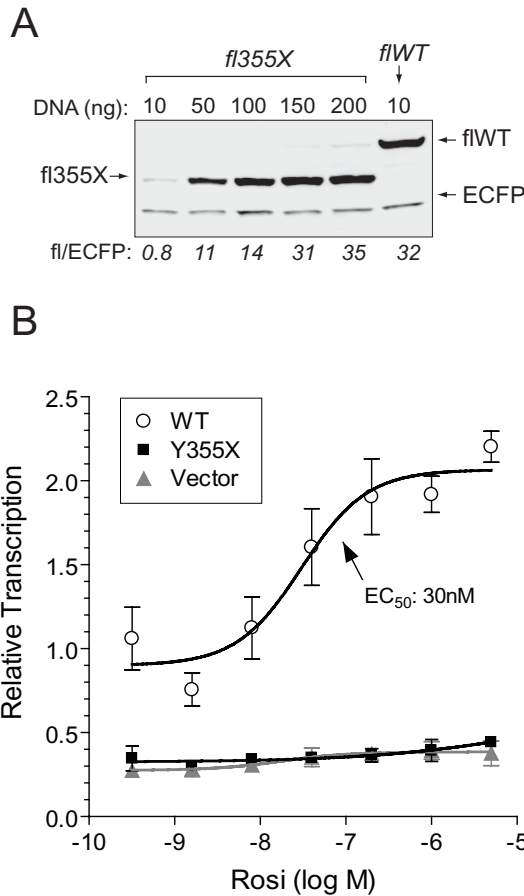 A
fl355X
flWT
DNA (ng): 10 50 100 150 200 10
flWT
fl355X
ECFP
fl/ECFP: 0.8 11 14 31 35 32
B
2.5
2.0
1.5
1.0
0.5
0.0
Relative Transcription
WT
Y355X
Vector
EC₅₀: 30nM
-10 -9 -8 -7 -6 -5
Rosi (log M)